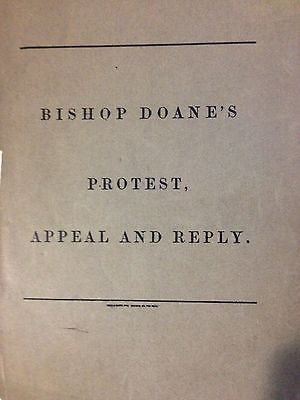 BISHOP DOANE'S
PROTEST,
APPEAL AND REPLY.